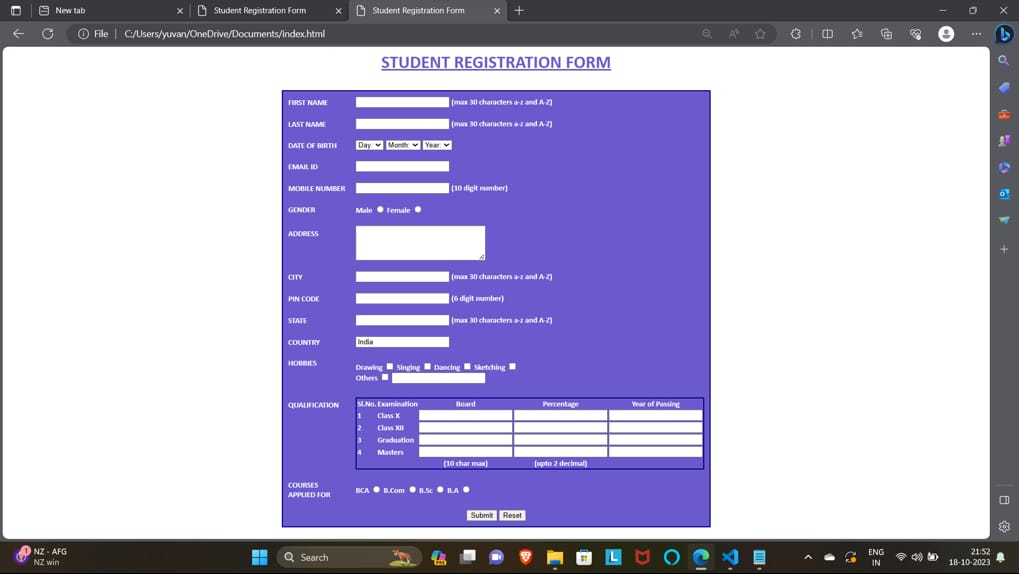 New tab
Student Registration Form
Student Registration Form
File C:/Users/yuvan/OneDrive/Documents/index.html
STUDENT REGISTRATION FORM
FIRST NAME (max 30 characters a-z and A-Z)
LAST NAME (max 30 characters a-z and A-Z)
DATE OF BIRTH Day: Month: Year:
EMAIL ID
MOBILE NUMBER (10 digit number)
GENDER Male Female
ADDRESS
CITY (max 30 characters a-z and A-Z)
PIN CODE (6 digit number)
STATE (max 30 characters a-z and A-Z)
COUNTRY India
HOBBIES Drawing Singing Dancing Sketching
Others
QUALIFICATION Sl.No. Examination Board Percentage Year of Passing
1 Class X
2 Class XII
3 Graduation
4 Masters
(10 char max) (upto 2 decimal)
COURSES
APPLIED FOR BCA B.Com B.Sc B.A
Submit Reset
NZ - AFG
NZ win
Search
ENG
IN
21:52
18-10-2023